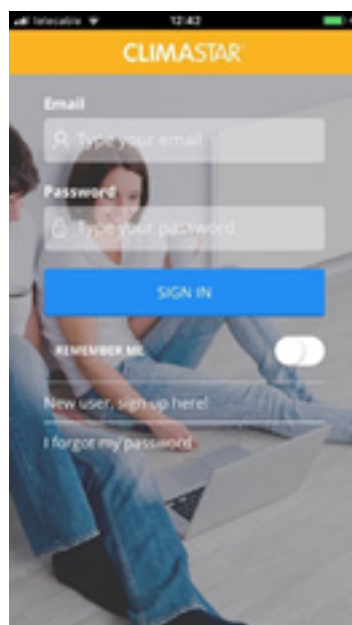 telecable 12:42
CLIMASTAR
Email
Type your email
Password
Type your password
SIGN IN
REMEMBER ME
New user, sign up here!
I forgot my password